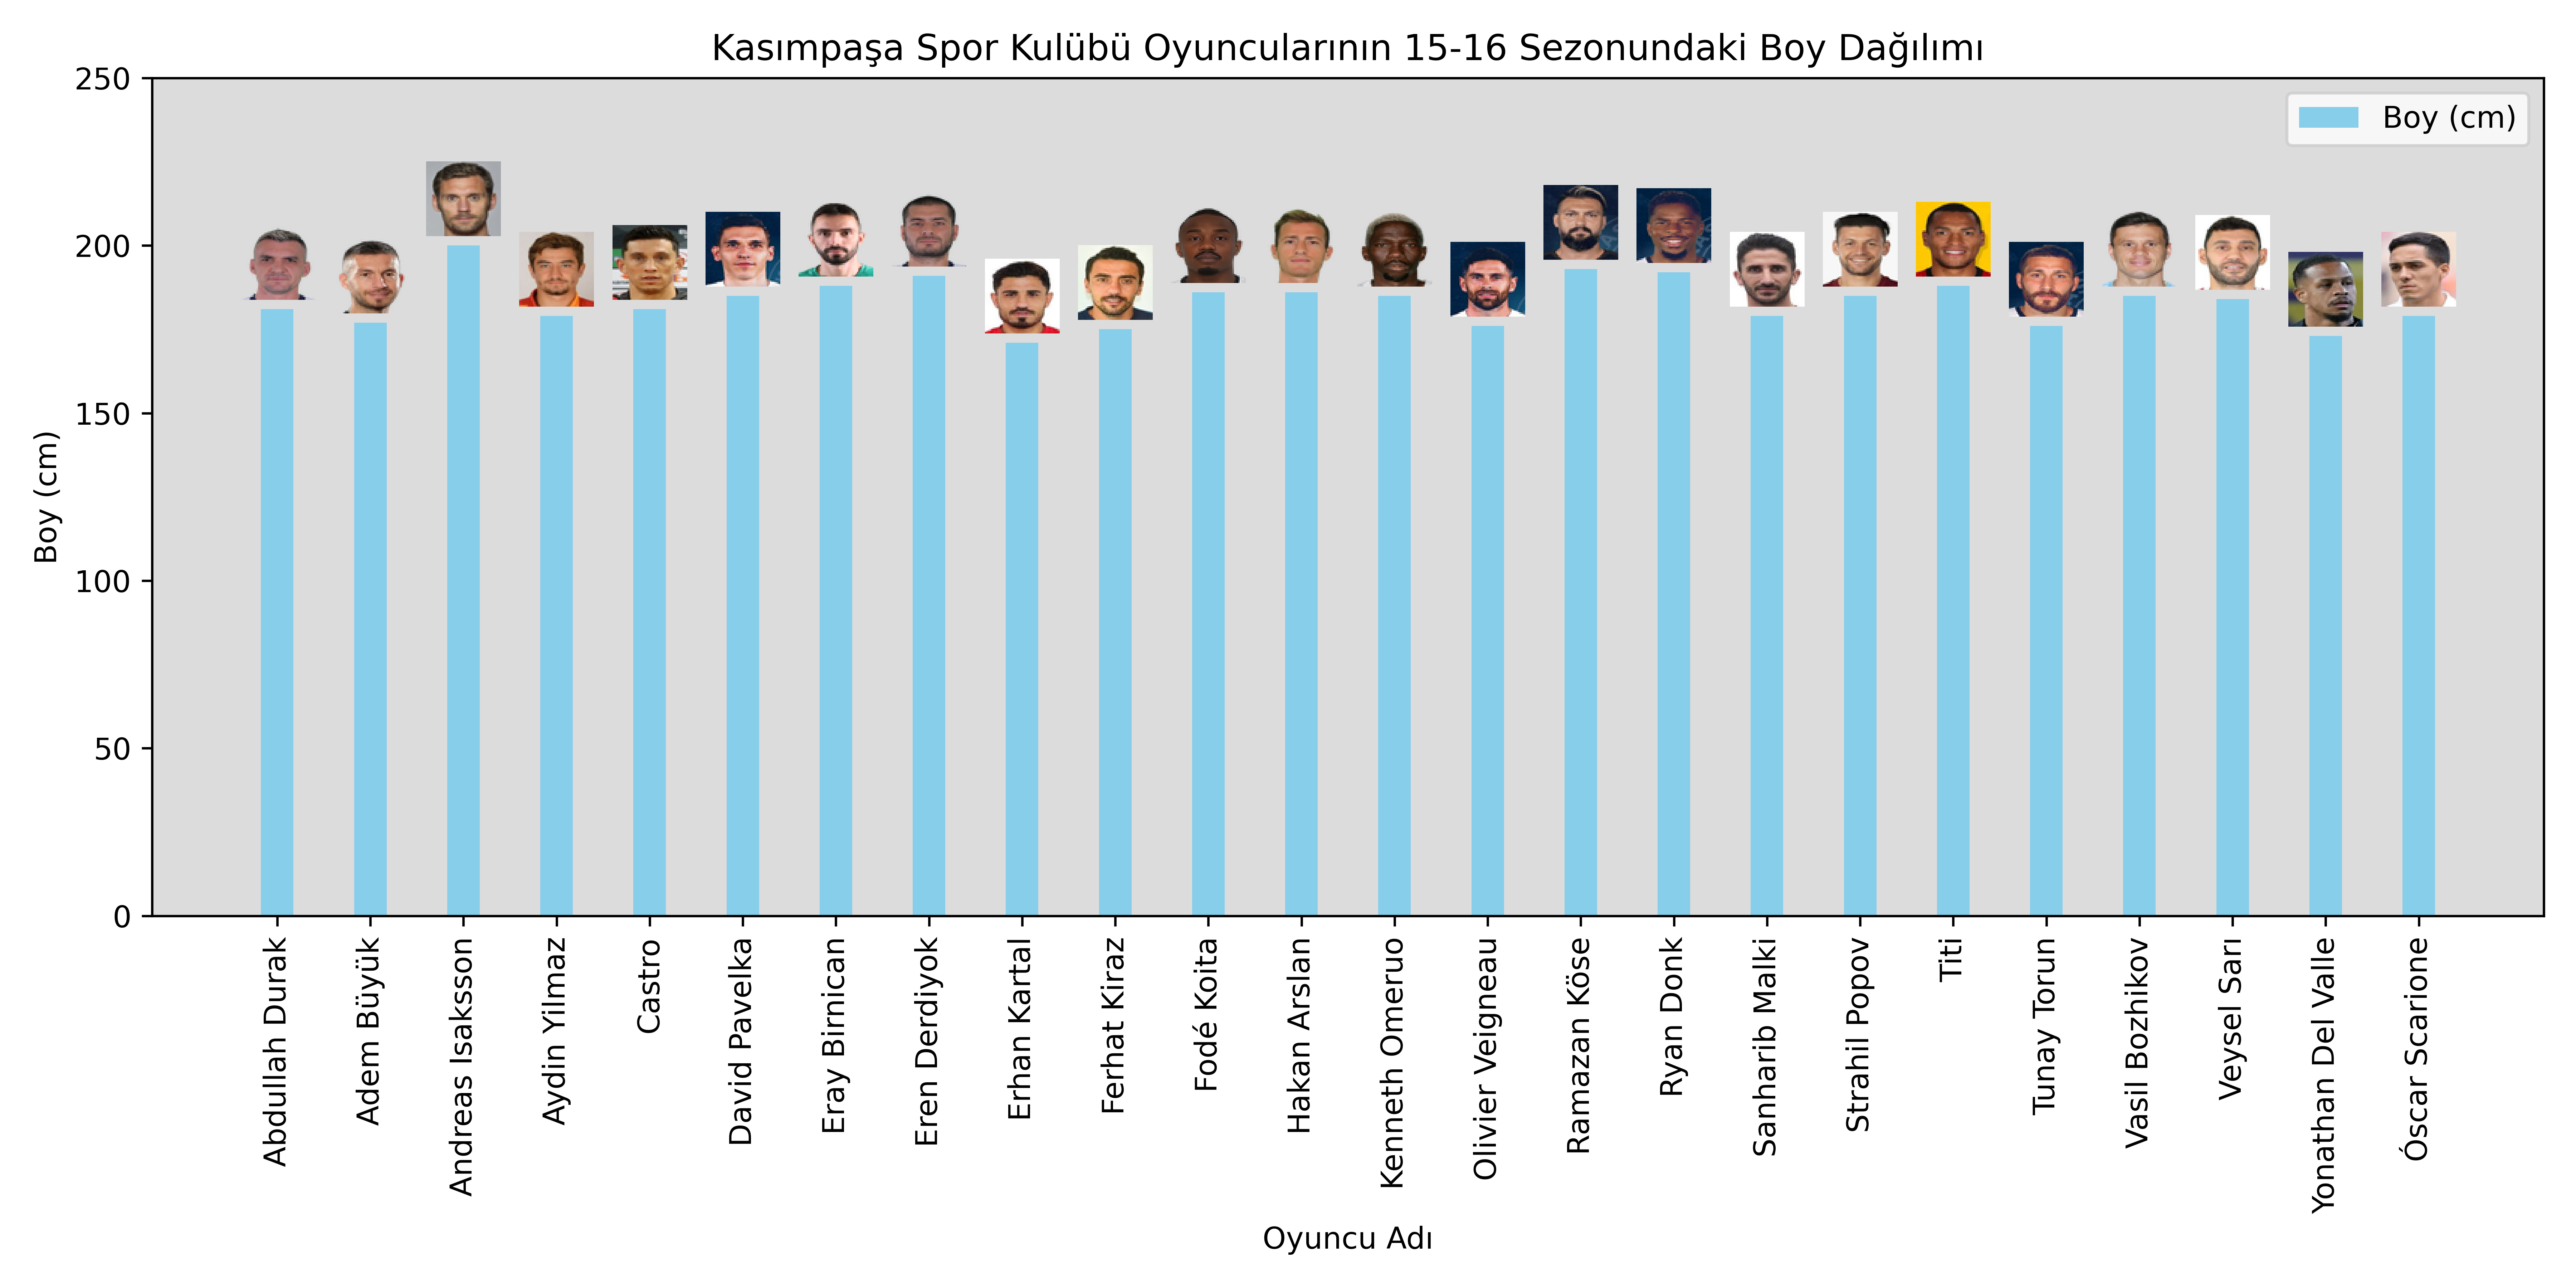 Kasımpaşa Spor Kulübü Oyuncularının 15-16 Sezonundaki Boy Dağılımı
Boy (cm)
250
200
150
100
50
0
Boy (cm)
Abdullah Durak
Adem Büyük
Andreas Isaksson
Aydin Yilmaz
Castro
David Pavelka
Eray Birnican
Eren Derdiyok
Erhan Kartal
Ferhat Kiraz
Fodé Koita
Hakan Arslan
Kenneth Omeruo
Olivier Veigneau
Ramazan Köse
Ryan Donk
Sanharib Malki
Strahil Popov
Titi
Tunay Torun
Vasil Bozhikov
Veysel Sarı
Yonathan Del Valle
Óscar Scarione
Oyuncu Adı